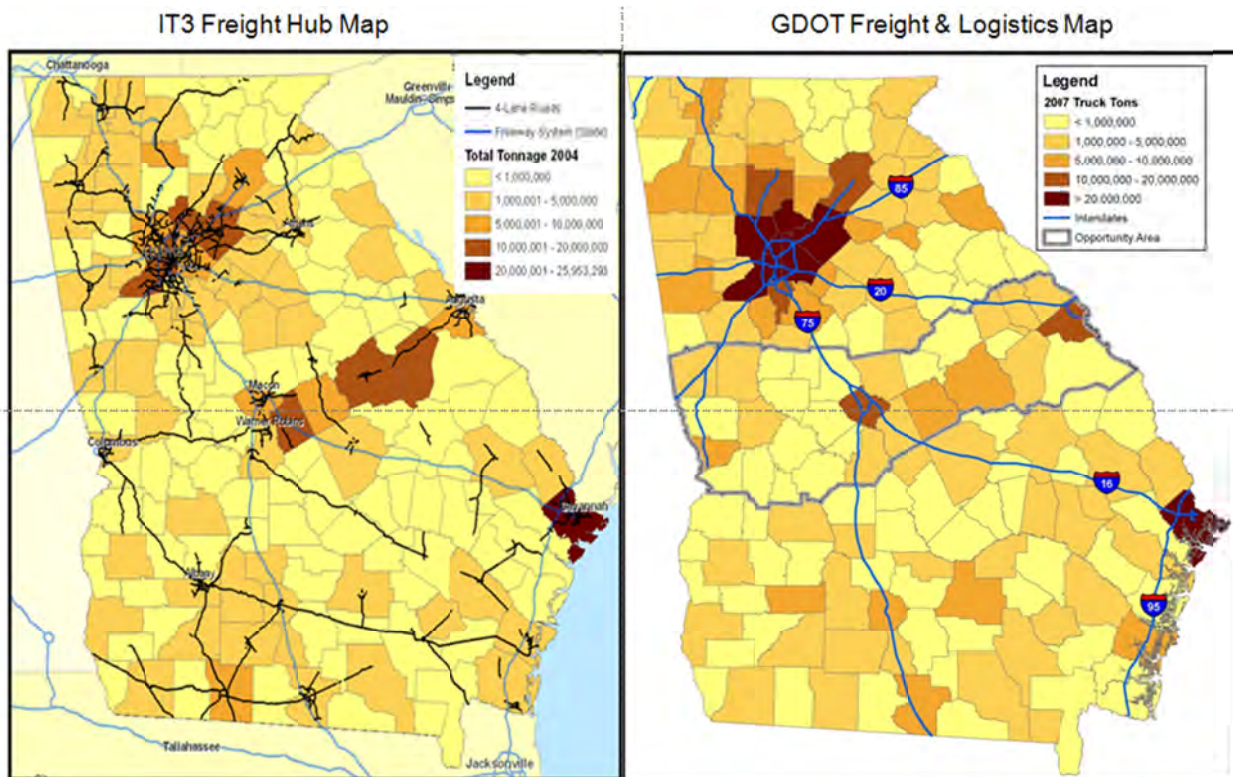 IT3 Freight Hub Map
Chattanooga
Greenville
Legend
4-Lane Roads
Freeway System
Total Tonnage 2004
< 1,000,000
1,000,001 - 5,000,000
5,000,001 - 10,000,000
10,000,001 - 20,000,000
20,000,001 - 25,953,293
Athens
Augusta
Macon
Warner Robins
Columbus
Savannah
Albany
Tallahassee
Jacksonville
GDOT Freight & Logistics Map
Legend
2007 Truck Tons
< 1,000,000
1,000,000 - 5,000,000
5,000,000 - 10,000,000
10,000,000 - 20,000,000
> 20,000,000
Interstates
Opportunity Area
85
20
75
16
95